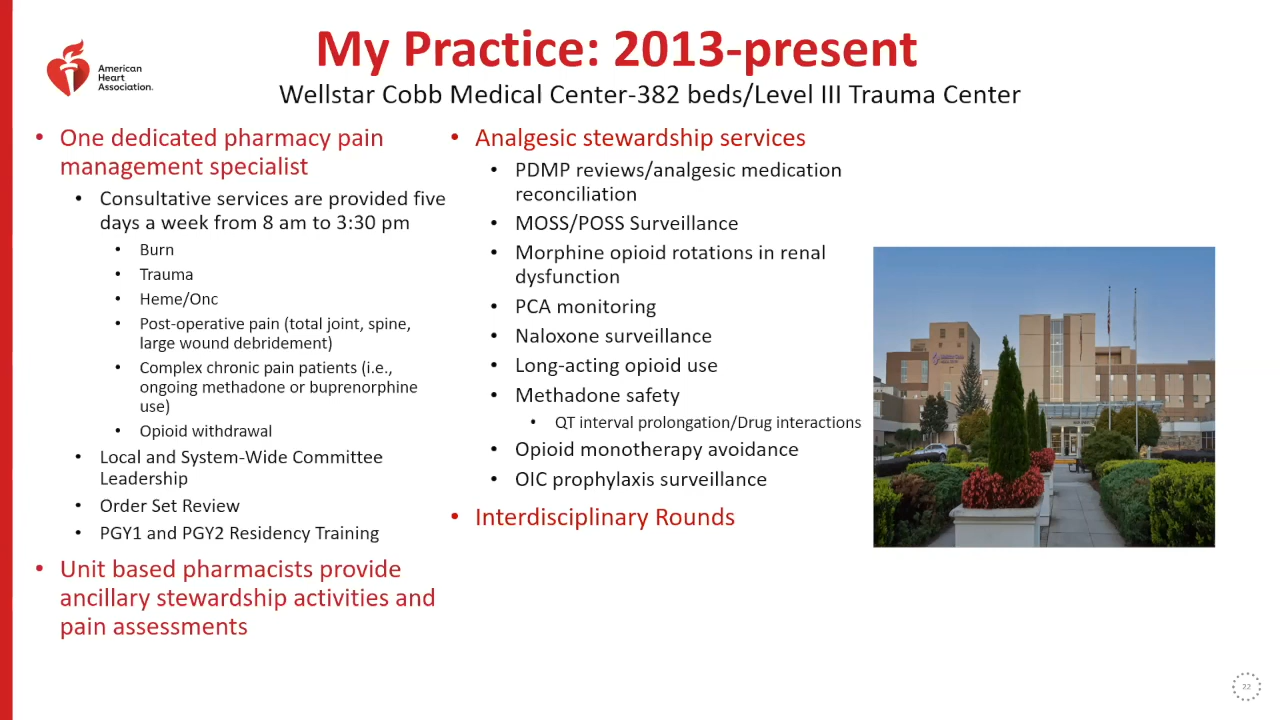 My Practice: 2013-present
American
Heart
Association.
Wellstar Cobb Medical Center-382 beds/Level III Trauma Center
• One dedicated pharmacy pain
management specialist
• Consultative services are provided five
days a week from 8 am to 3:30 pm
• Burn
• Trauma
• Heme/Onc
• Post-operative pain (total joint, spine,
large wound debridement)
• Complex chronic pain patients (i.e.,
ongoing methadone or buprenorphine
use)
• Opioid withdrawal
• Local and System-Wide Committee
Leadership
• Order Set Review
• PGY1 and PGY2 Residency Training
• Unit based pharmacists provide
ancillary stewardship activities and
pain assessments
• Analgesic stewardship services
• PDMP reviews/analgesic medication
reconciliation
• MOSS/POSS Surveillance
• Morphine opioid rotations in renal
dysfunction
• PCA monitoring
• Naloxone surveillance
• Long-acting opioid use
• Methadone safety
• QT interval prolongation/Drug interactions
• Opioid monotherapy avoidance
• OIC prophylaxis surveillance
• Interdisciplinary Rounds
22